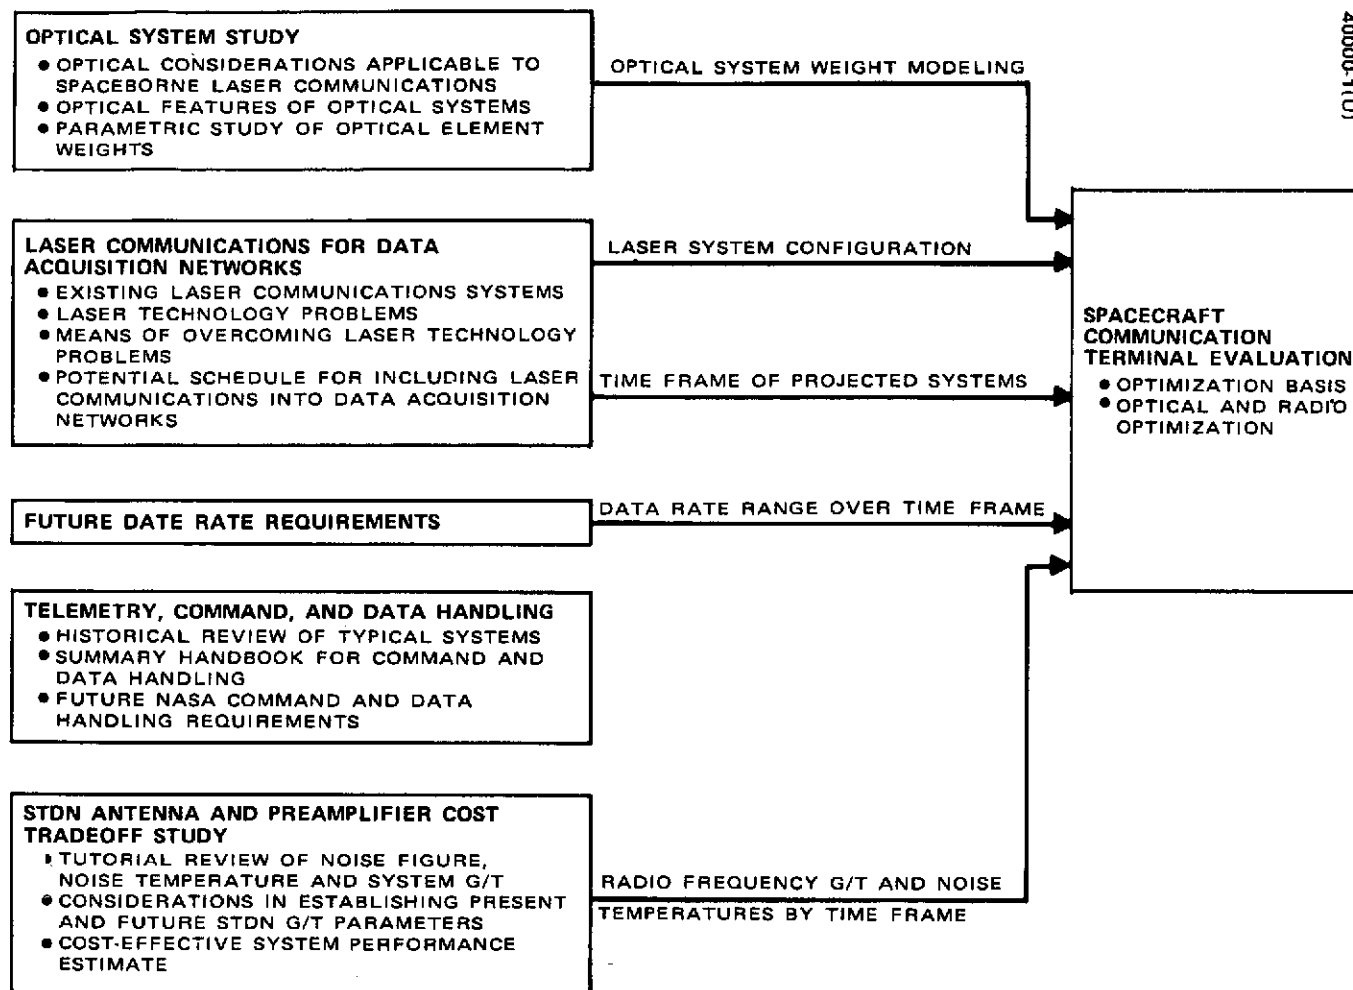 OPTICAL SYSTEM STUDY
● OPTICAL CONSIDERATIONS APPLICABLE TO
SPACEBORNE LASER COMMUNICATIONS
● OPTICAL FEATURES OF OPTICAL SYSTEMS
● PARAMETRIC STUDY OF OPTICAL ELEMENT
WEIGHTS
OPTICAL SYSTEM WEIGHT MODELING
LASER COMMUNICATIONS FOR DATA
ACQUISITION NETWORKS
● EXISTING LASER COMMUNICATIONS SYSTEMS
● LASER TECHNOLOGY PROBLEMS
● MEANS OF OVERCOMING LASER TECHNOLOGY
PROBLEMS
● POTENTIAL SCHEDULE FOR INCLUDING LASER
COMMUNICATIONS INTO DATA ACQUISITION
NETWORKS
LASER SYSTEM CONFIGURATION
TIME FRAME OF PROJECTED SYSTEMS
FUTURE DATE RATE REQUIREMENTS
DATA RATE RANGE OVER TIME FRAME
TELEMETRY, COMMAND, AND DATA HANDLING
● HISTORICAL REVIEW OF TYPICAL SYSTEMS
● SUMMARY HANDBOOK FOR COMMAND AND
DATA HANDLING
● FUTURE NASA COMMAND AND DATA
HANDLING REQUIREMENTS
STDN ANTENNA AND PREAMPLIFIER COST
TRADEOFF STUDY
● TUTORIAL REVIEW OF NOISE FIGURE,
NOISE TEMPERATURE AND SYSTEM G/T
● CONSIDERATIONS IN ESTABLISHING PRESENT
AND FUTURE STDN G/T PARAMETERS
● COST-EFFECTIVE SYSTEM PERFORMANCE
ESTIMATE
RADIO FREQUENCY G/T AND NOISE
TEMPERATURES BY TIME FRAME
SPACECRAFT
COMMUNICATION
TERMINAL EVALUATION
● OPTIMIZATION BASIS
● OPTICAL AND RADIO
OPTIMIZATION